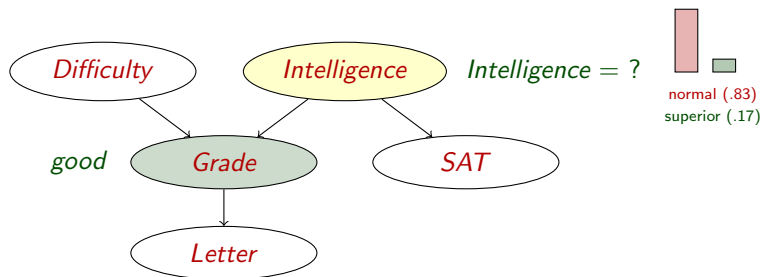 Difficulty
Intelligence
Intelligence = ?
normal (.83)
superior (.17)
good
Grade
SAT
Letter